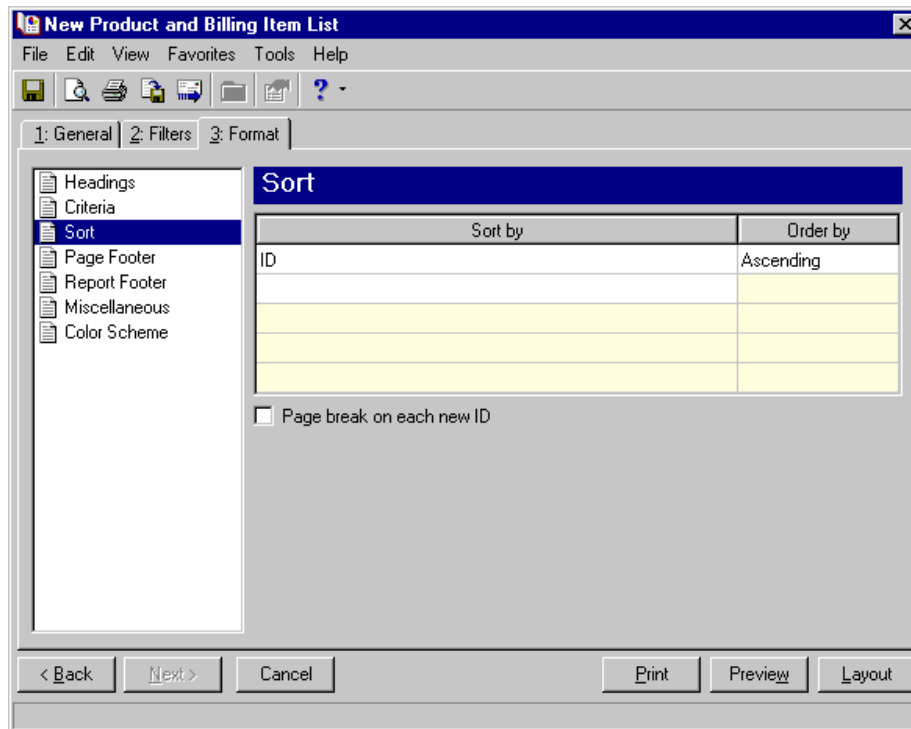 New Product and Billing Item List
File Edit View Favorites Tools Help
?
1: General 2: Filters 3: Format
Headings
Criteria
Sort
Page Footer
Report Footer
Miscellaneous
Color Scheme
Sort
Sort by Order by
ID Ascending
Page break on each new ID
< Back Next > Cancel Print Preview Layout